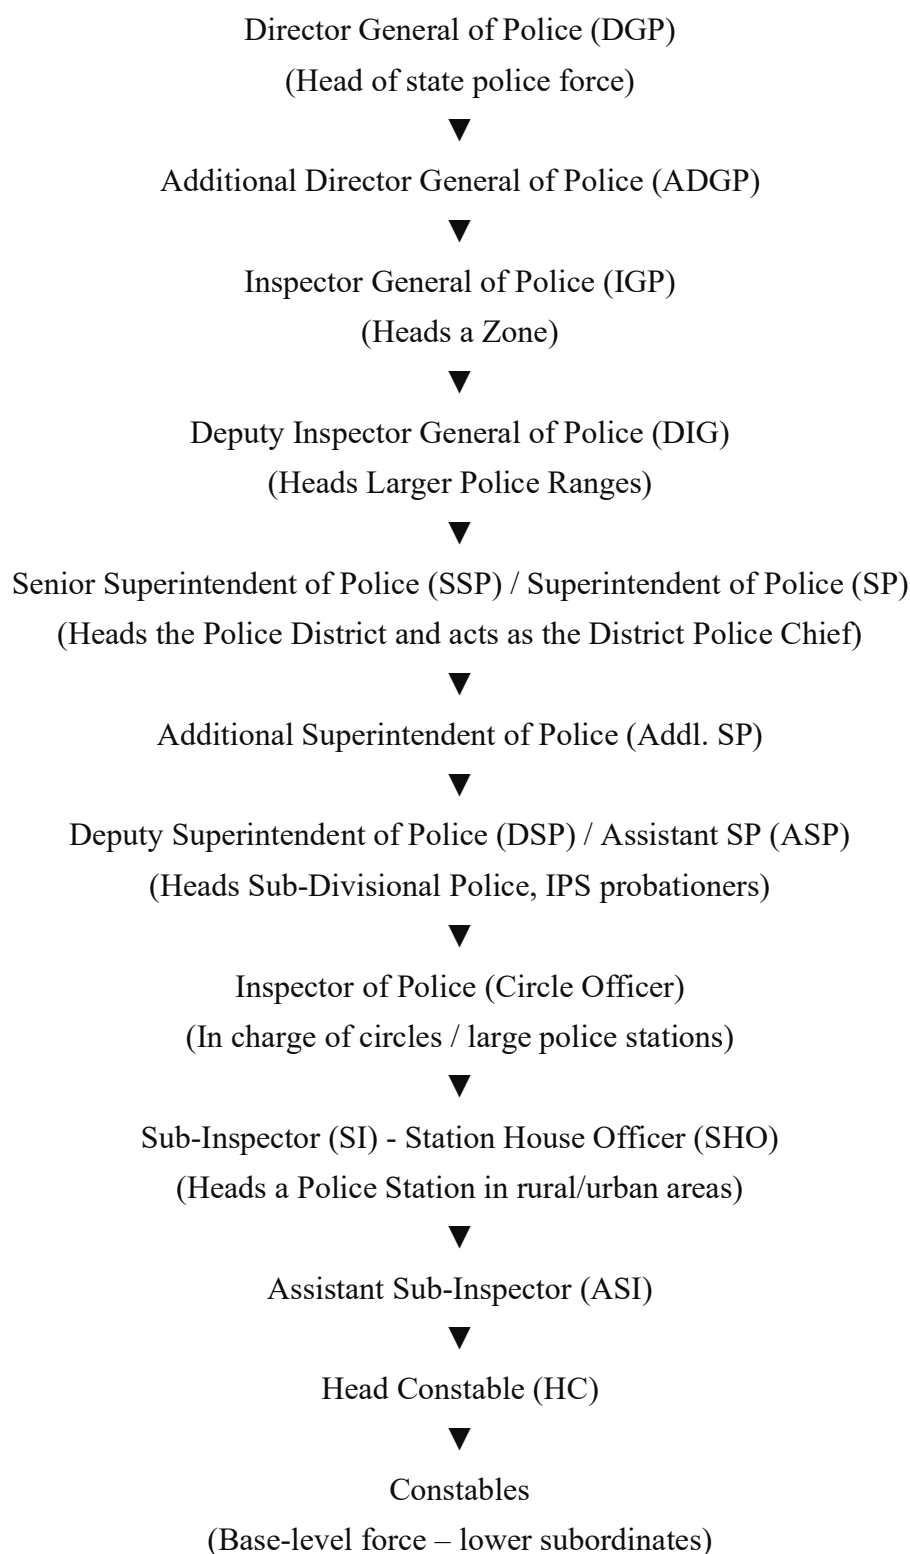 Director General of Police (DGP)
(Head of state police force)
▼
Additional Director General of Police (ADGP)
▼
Inspector General of Police (IGP)
(Heads a Zone)
▼
Deputy Inspector General of Police (DIG)
(Heads Larger Police Ranges)
▼
Senior Superintendent of Police (SSP) / Superintendent of Police (SP)
(Heads the Police District and acts as the District Police Chief)
▼
Additional Superintendent of Police (Addl. SP)
▼
Deputy Superintendent of Police (DSP) / Assistant SP (ASP)
(Heads Sub-Divisional Police, IPS probationers)
▼
Inspector of Police (Circle Officer)
(In charge of circles / large police stations)
▼
Sub-Inspector (SI) - Station House Officer (SHO)
(Heads a Police Station in rural/urban areas)
▼
Assistant Sub-Inspector (ASI)
▼
Head Constable (HC)
▼
Constables
(Base-level force – lower subordinates)